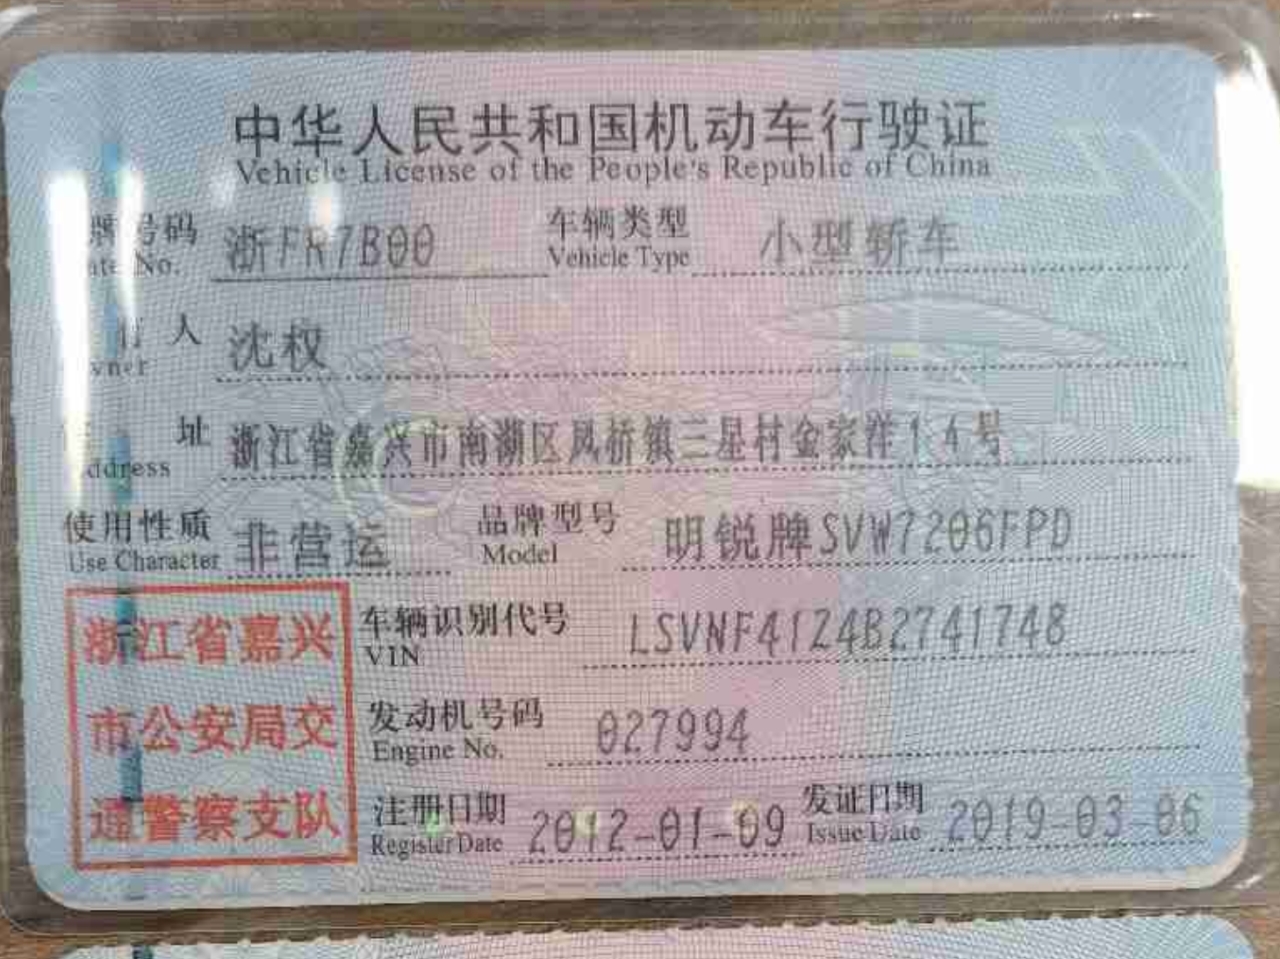 中华人民共和国机动车行驶证
Vehicle License of the People's Republic of China
号码 浙FR7B00 车辆类型 小型轿车
No. Vehicle Type
人 沈权
址 浙江省嘉兴市南湖区凤桥镇三星村金家洋14号
ddress
使用性质 非营运 品牌型号 明锐牌SVW7206FPD
Use Character Model
浙江省嘉兴 车辆识别代号 LSVNF4124B2741748
VIN
市公安局交 发动机号码 027994
Engine No.
通警察支队 注册日期 2012-01-09 发证日期 2019-03-06
Register Date Issue Date